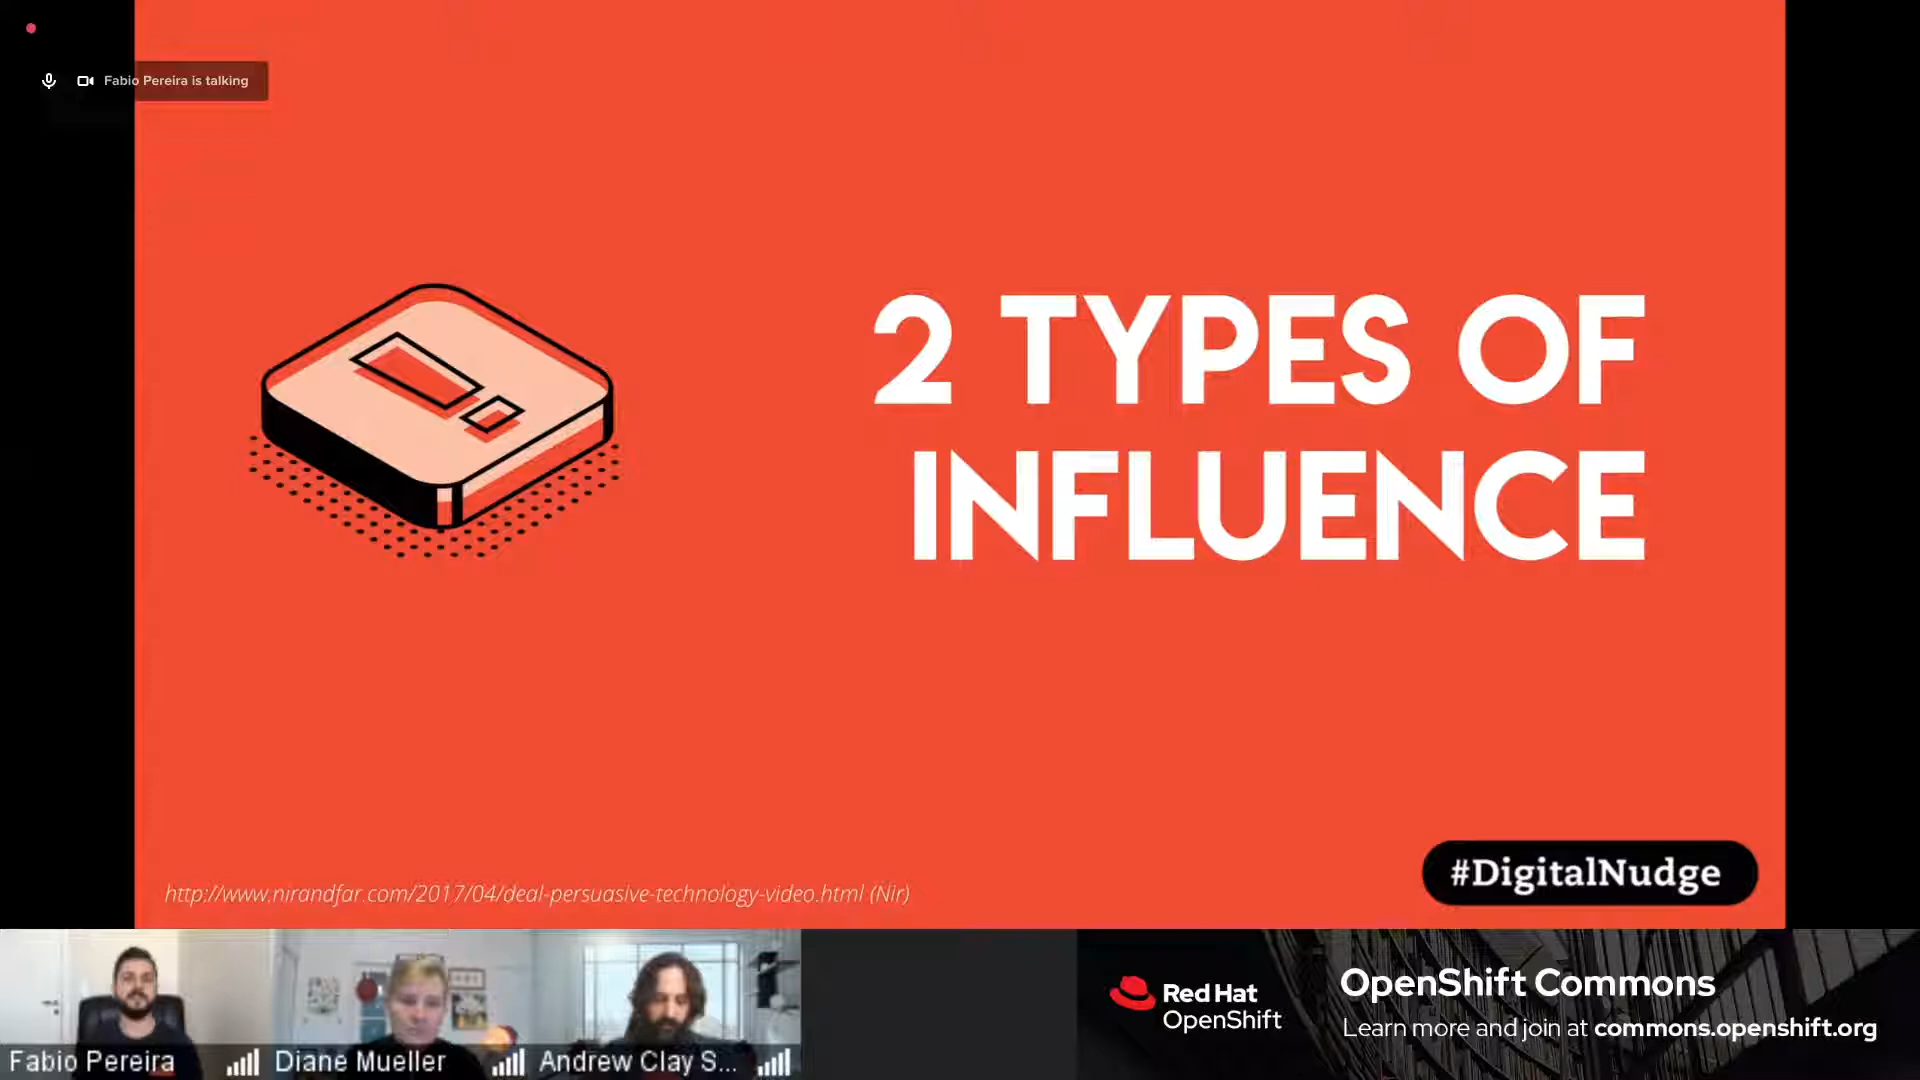 Fabio Pereira is talking
2 TYPES OF
INFLUENCE
#DigitalNudge
http://www.nirandfar.com/2017/04/deal-persuasive-technology-video.html (Nir)
Fabio Pereira
Diane Mueller
Andrew Clay S...
Red Hat
OpenShift
OpenShift Commons
Learn more and join at commons.openshift.org